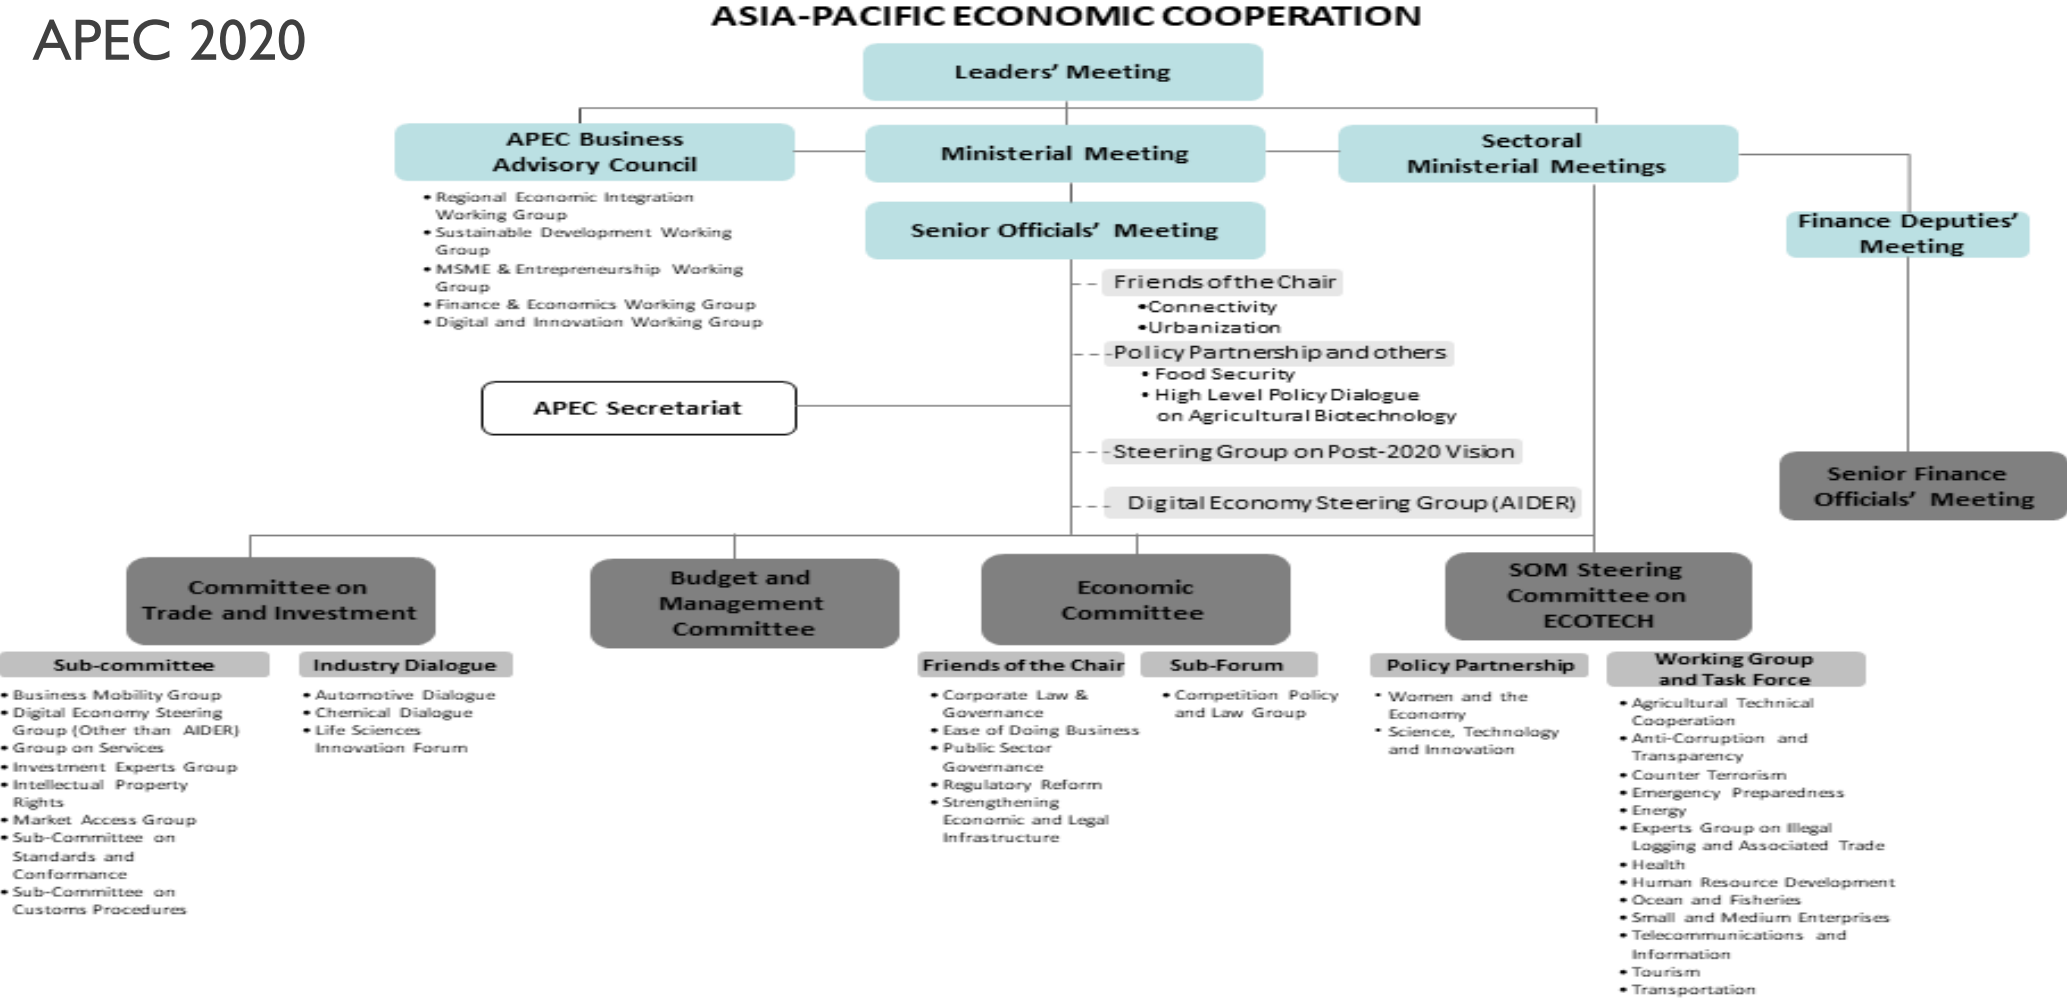 APEC 2020
ASIA-PACIFIC ECONOMIC COOPERATION
Leaders’ Meeting
APEC Business
Advisory Council
Ministerial Meeting
Sectoral
Ministerial Meetings
• Regional Economic Integration
Working Group
• Sustainable Development Working
Group
• MSME & Entrepreneurship Working
Group
• Finance & Economics Working Group
• Digital and Innovation Working Group
Senior Officials’ Meeting
Finance Deputies’
Meeting
Friends of the Chair
•Connectivity
•Urbanization
Policy Partnership and others
• Food Security
• High Level Policy Dialogue
on Agricultural Biotechnology
APEC Secretariat
Steering Group on Post-2020 Vision
Digital Economy Steering Group (AIDER)
Senior Finance
Officials’ Meeting
Committee on
Trade and Investment
Budget and
Management
Committee
Economic
Committee
SOM Steering
Committee on
ECOTECH
Sub-committee
• Business Mobility Group
• Digital Economy Steering
Group (Other than AIDER)
• Group on Services
• Investment Experts Group
• Intellectual Property
Rights
• Market Access Group
• Sub-Committee on
Standards and
Conformance
• Sub-Committee on
Customs Procedures
Industry Dialogue
• Automotive Dialogue
• Chemical Dialogue
• Life Sciences
Innovation Forum
Friends of the Chair
• Corporate Law &
Governance
• Ease of Doing Business
• Public Sector
Governance
• Regulatory Reform
• Strengthening
Economic and Legal
Infrastructure
Sub-Forum
• Competition Policy
and Law Group
Policy Partnership
• Women and the
Economy
• Science, Technology
and Innovation
Working Group
and Task Force
• Agricultural Technical
Cooperation
• Anti-Corruption and
Transparency
• Counter Terrorism
• Emergency Preparedness
• Energy
• Experts Group on Illegal
Logging and Associated Trade
• Health
• Human Resource Development
• Ocean and Fisheries
• Small and Medium Enterprises
• Telecommunications and
Information
• Tourism
• Transportation